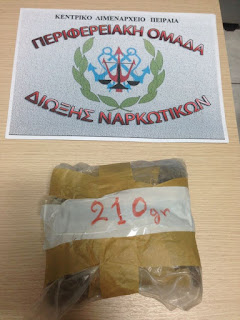 ΚΕΝΤΡΙΚΟ ΛΙΜΕΝΑΡΧΕΙΟ ΠΕΙΡΑΙΑ
ΠΕΡΙΦΕΡΕΙΑΚΗ ΟΜΑΔΑ
ΔΙΩΞΗΣ ΝΑΡΚΩΤΙΚΩΝ
210gr